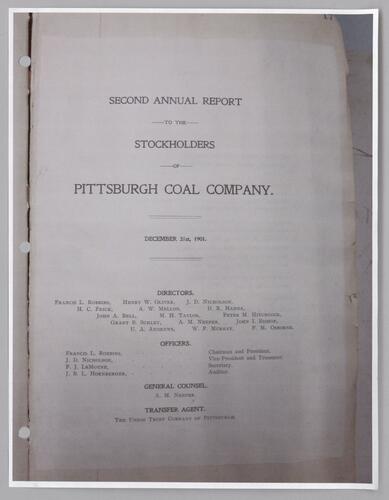 SECOND ANNUAL REPORT
TO THE
STOCKHOLDERS
OF
PITTSBURGH COAL COMPANY.
DECEMBER 31st, 1901.
DIRECTORS.
Francis L. Robbins, Henry W. Oliver, J. D. Nicholson,
H. C. Frick, A. W. Mellon, D. R. Hanna,
John A. Bell, M. H. Taylor, Peter M. Hitchcock,
Grant B. Schley, A. M. Neeper, John I. Bishop,
U. A. Andrews, W. P. Murray, F. M. Osborne.
OFFICERS.
Francis L. Robbins, Chairman and President.
J. D. Nicholson, Vice-President and Treasurer.
F. J. LeMoyne, Secretary.
J. B. L. Hornberger, Auditor.
GENERAL COUNSEL.
A. M. Neeper.
TRANSFER AGENT.
The Union Trust Company of Pittsburgh.